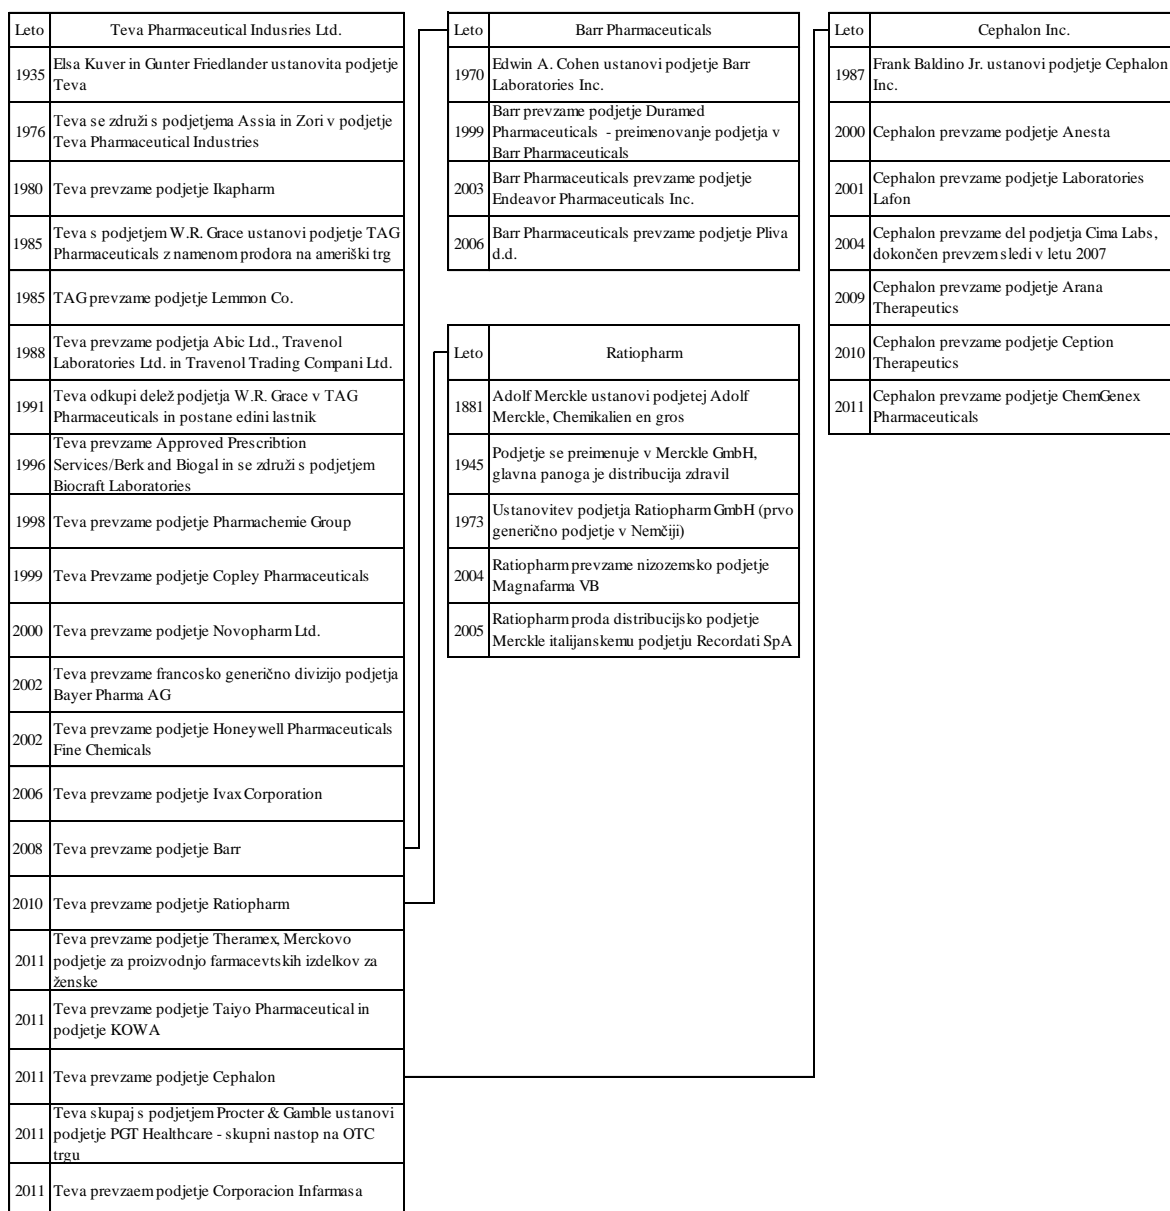 Leto Teva Pharmaceutical Indusries Ltd.
1935 Elsa Kuver in Gunter Friedlander ustanovita podjetje
Teva
1976 Teva se združi s podjetjema Assia in Zori v podjetje
Teva Pharmaceutical Industries
1980 Teva prevzame podjetje Ikapharm
1985 Teva s podjetjem W.R. Grace ustanovi podjetje TAG
Pharmaceuticals z namenom prodora na ameriški trg
1985 TAG prevzame podjetje Lemmon Co.
1988 Teva prevzame podjetja Abic Ltd., Travenol
Laboratories Ltd. in Travenol Trading Compani Ltd.
1991 Teva odkupi delež podjetja W.R. Grace v TAG
Pharmaceuticals in postane edini lastnik
1996 Teva prevzame Approved Prescribtion
Services/Berk and Biogal in se združi s podjetjem
Biocraft Laboratories
1998 Teva prevzame podjetje Pharmachemie Group
1999 Teva Prevzame podjetje Copley Pharmaceuticals
2000 Teva prevzame podjetje Novopharm Ltd.
2002 Teva prevzame francosko generično divizijo podjetja
Bayer Pharma AG
2002 Teva prevzame podjetje Honeywell Pharmaceuticals
Fine Chemicals
2006 Teva prevzame podjetje Ivax Corporation
2008 Teva prevzame podjetje Barr
2010 Teva prevzame podjetje Ratiopharm
2011 Teva prevzame podjetje Theramex, Merckovo
podjetje za proizvodnjo farmacevtskih izdelkov za
ženske
2011 Teva prevzame podjetje Taiyo Pharmaceutical in
podjetje KOWA
2011 Teva prevzame podjetje Cephalon
2011 Teva skupaj s podjetjem Procter & Gamble ustanovi
podjetje PGT Healthcare - skupni nastop na OTC
trgu
2011 Teva prevzaem podjetje Corporacion Infarmasa
Leto Barr Pharmaceuticals
1970 Edwin A. Cohen ustanovi podjetje Barr
Laboratories Inc.
1999 Barr prevzame podjetje Duramed
Pharmaceuticals - preimenovanje podjetja v
Barr Pharmaceuticals
2003 Barr Pharmaceuticals prevzame podjetje
Endeavor Pharmaceuticals Inc.
2006 Barr Pharmaceuticals prevzame podjetje Pliva
d.d.
Leto Ratiopharm
1881 Adolf Merckle ustanovi podjetej Adolf
Merckle, Chemikalien en gros
1945 Podjetje se preimenuje v Merckle GmbH,
glavna panoga je distribucija zdravil
1973 Ustanovitev podjetja Ratiopharm GmbH (prvo
generično podjetje v Nemčiji)
2004 Ratiopharm prevzame nizozemsko podjetje
Magnafarma VB
2005 Ratiopharm proda distribucijsko podjetje
Merckle italijanskemu podjetju Recordati SpA
Leto Cephalon Inc.
1987 Frank Baldino Jr. ustanovi podjetje Cephalon
Inc.
2000 Cephalon prevzame podjetje Anesta
2001 Cephalon prevzame podjetje Laboratories
Lafon
2004 Cephalon prevzame del podjetja Cima Labs,
dokončen prevzem sledi v letu 2007
2009 Cephalon prevzame podjetje Arana
Therapeutics
2010 Cephalon prevzame podjetje Ception
Therapeutics
2011 Cephalon prevzame podjetje ChemGenex
Pharmaceuticals